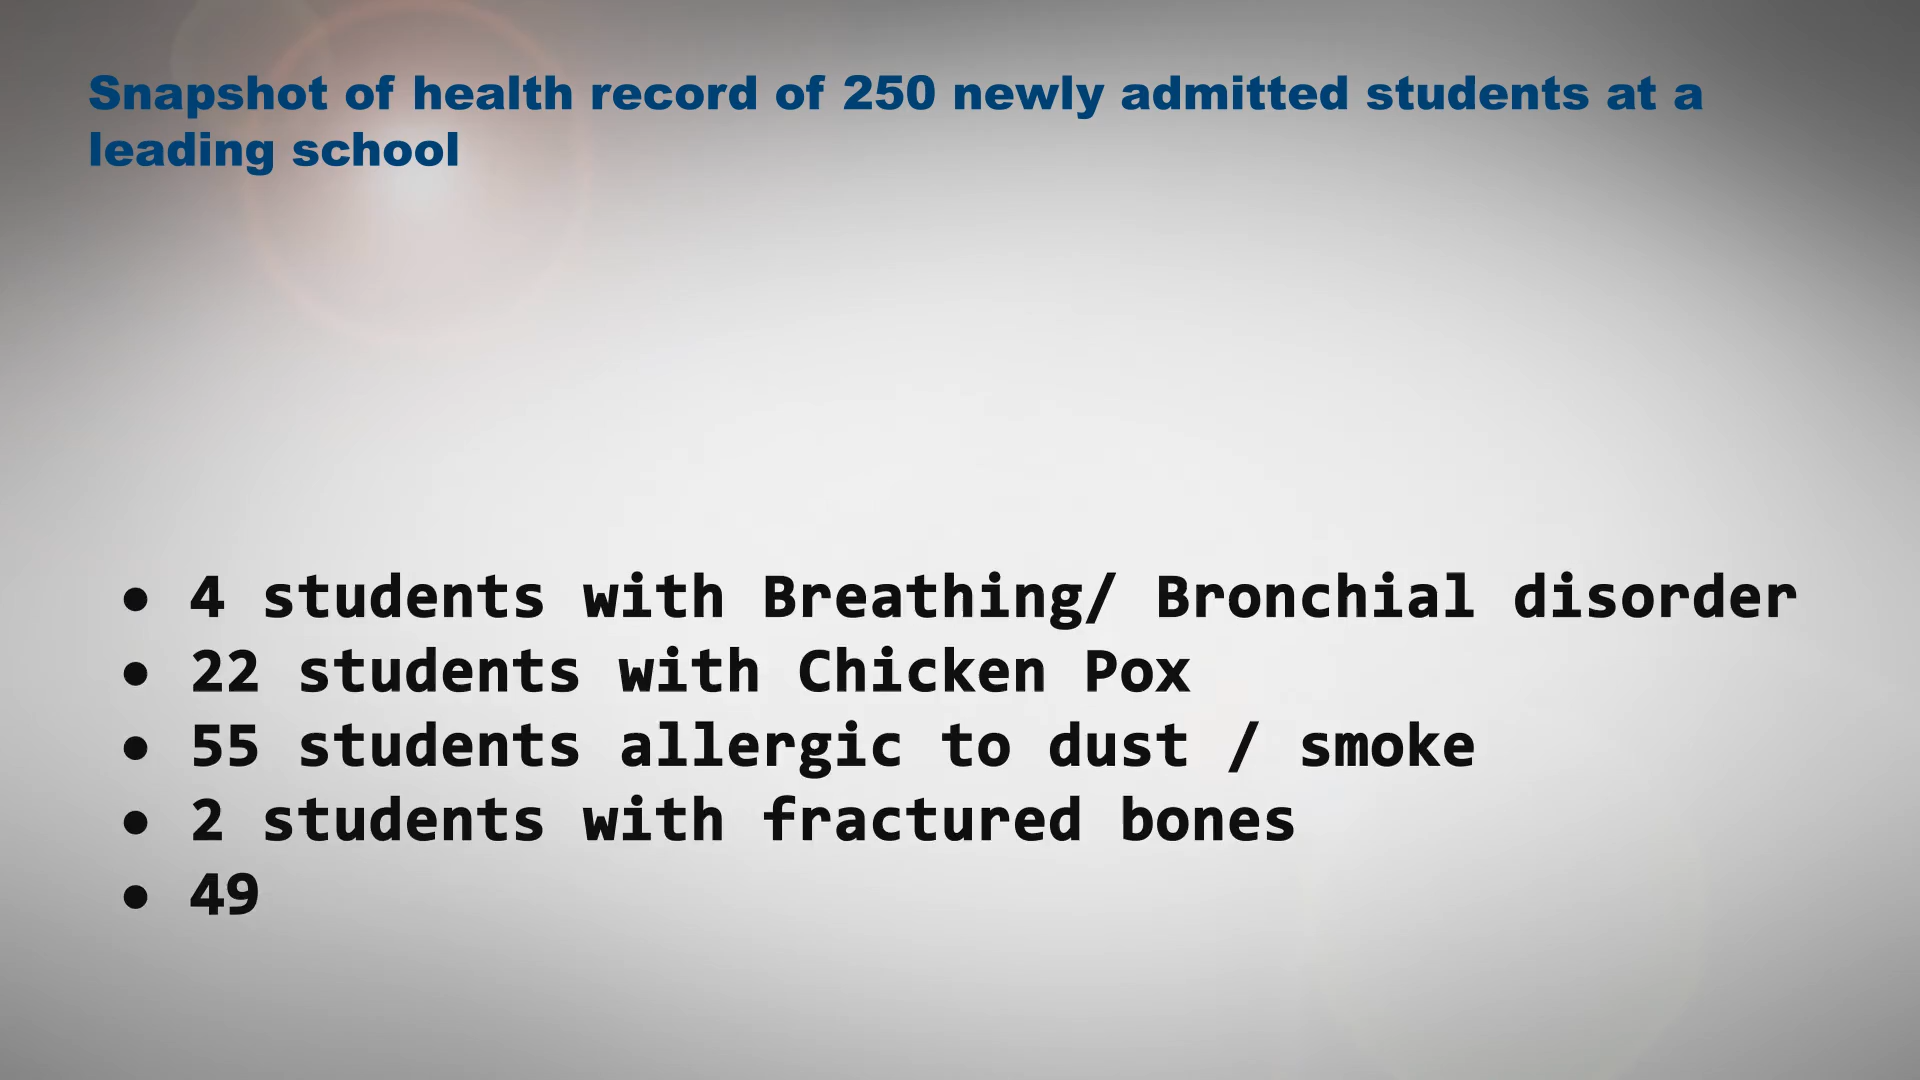 Snapshot of health record of 250 newly admitted students at a
leading school
• 4 students with Breathing/ Bronchial disorder
• 22 students with Chicken Pox
• 55 students allergic to dust / smoke
• 2 students with fractured bones
• 49